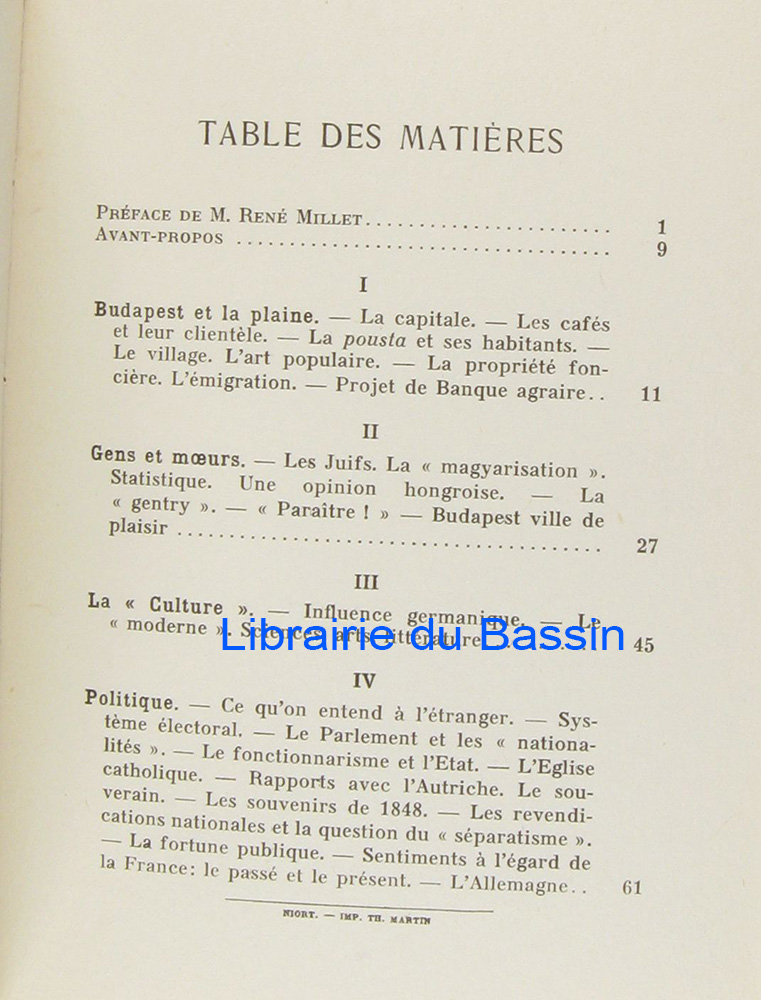 TABLE DES MATIÈRES
PRÉFACE DE M. RENÉ MILLET....................... 1
AVANT-PROPOS .................................... 9
I
Budapest et la plaine. — La capitale. — Les cafés
et leur clientèle. — La pousta et ses habitants. —
Le village. L'art populaire. — La propriété fon-
cière. L'émigration. — Projet de Banque agraire.. 11
II
Gens et mœurs. — Les Juifs. La « magyarisation ».
Statistique. Une opinion hongroise. — La
« gentry ». — « Paraître ! » — Budapest ville de
plaisir ........................................ 27
III
La « Culture ». — Influence germanique. — Le
« moderne ». Sciences, arts, littérature ......... 45
Librairie du Bassin
IV
Politique. — Ce qu'on entend à l'étranger. — Sys-
tème électoral. — Le Parlement et les « nationa-
lités ». — Le fonctionnarisme et l'Etat. — L'Eglise
catholique. — Rapports avec l'Autriche. Le sou-
verain. — Les souvenirs de 1848. — Les revendi-
cations nationales et la question du « séparatisme ».
— La fortune publique. — Sentiments à l'égard de
la France: le passé et le présent. — L'Allemagne.. 61
NIORT. — IMP. TH. MARTIN